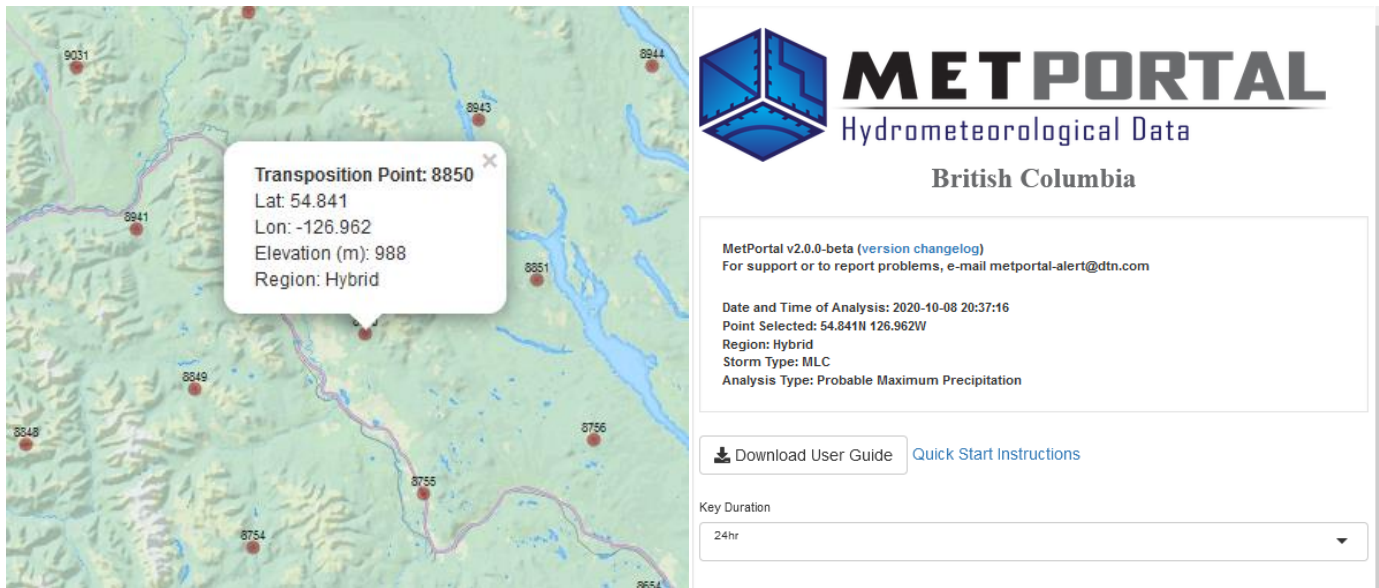 9031
8944
8943
Transposition Point: 8850
×
Lat: 54.841
Lon: -126.962
Elevation (m): 988
Region: Hybrid
8941
8851
8849
8848
8756
8755
8754
8654
METPORTAL
Hydrometeorological Data
British Columbia
MetPortal v2.0.0-beta (version changelog)
For support or to report problems, e-mail metportal-alert@dtn.com
Date and Time of Analysis: 2020-10-08 20:37:16
Point Selected: 54.841N 126.962W
Region: Hybrid
Storm Type: MLC
Analysis Type: Probable Maximum Precipitation
Download User Guide
Quick Start Instructions
Key Duration
24hr